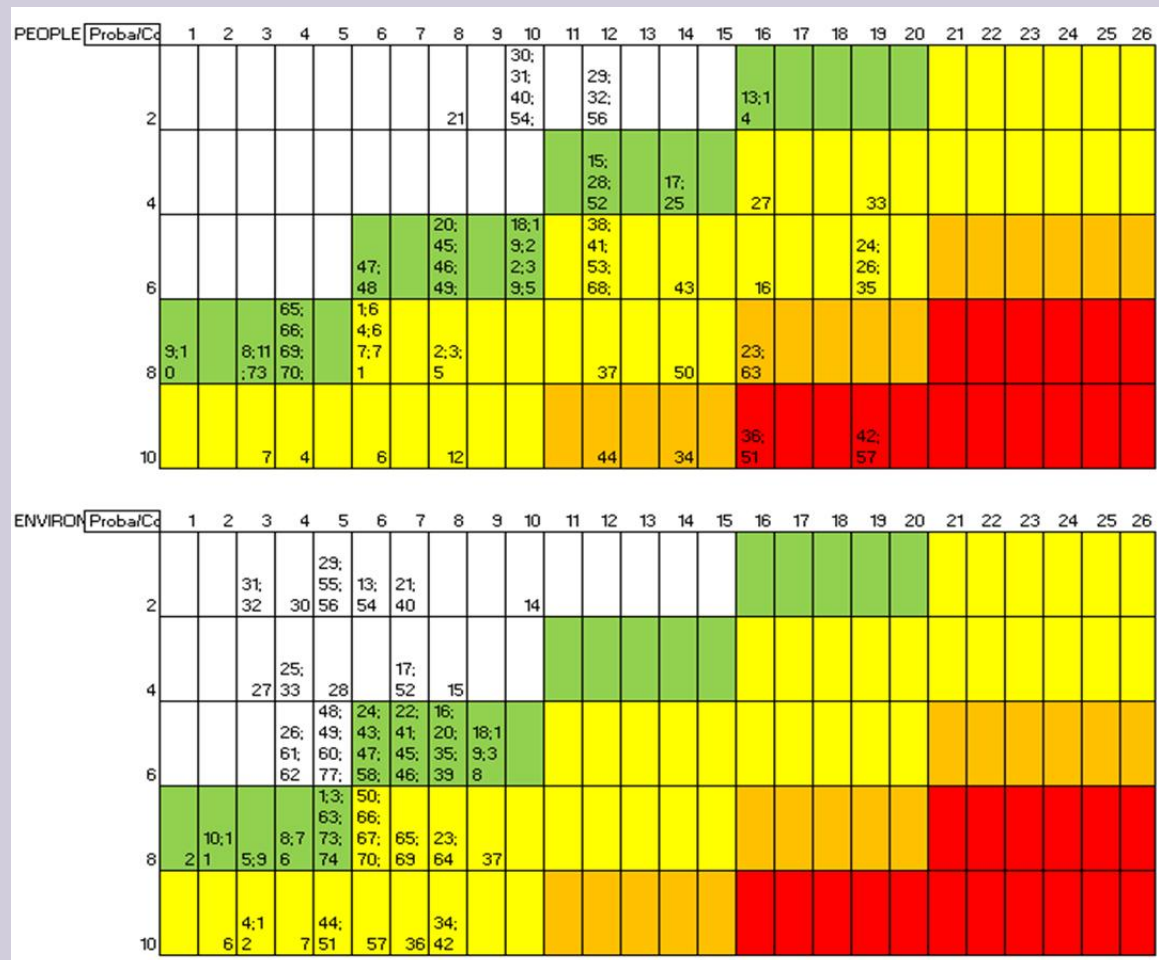 PEOPLE Proba/Co 1 2 3 4 5 6 7 8 9 10 11 12 13 14 15 16 17 18 19 20 21 22 23 24 25 26
30;
31; 29;
40; 32; 13;1
2 21 54; 56 4
15;
28; 17;
4 52 25 27 33
20; 18;1 38;
45; 9;2 41; 24;
47; 46; 2;3 53; 26;
6 48 49; 9;5 68; 43 16 35
65; 1;6
66; 4;6
9;1 8;11 69; 7;7 2;3; 23;
8 0 ;73 70; 1 5 37 50 63
36; 42;
10 7 4 6 12 44 34 51 57
ENVIRON Proba/Co 1 2 3 4 5 6 7 8 9 10 11 12 13 14 15 16 17 18 19 20 21 22 23 24 25 26
29;
31; 55; 13; 21;
2 32 30 56 54 40 14
25; 17;
4 27 33 28 52 15
48; 24; 22; 16;
26; 49; 43; 41; 20; 18;1
61; 60; 47; 45; 35; 9;3
6 62 77; 58; 46; 39 8
1;3; 50;
63; 66;
10;1 8;7 73; 67; 65; 23;
8 2 1 5;9 6 74 70; 69 64 37
4;1 44; 34;
10 6 2 7 51 57 36 42